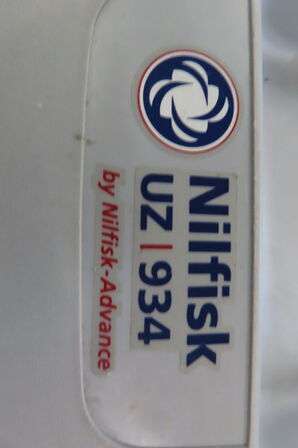 Nilfisk
UZ | 934
by Nilfisk-Advance